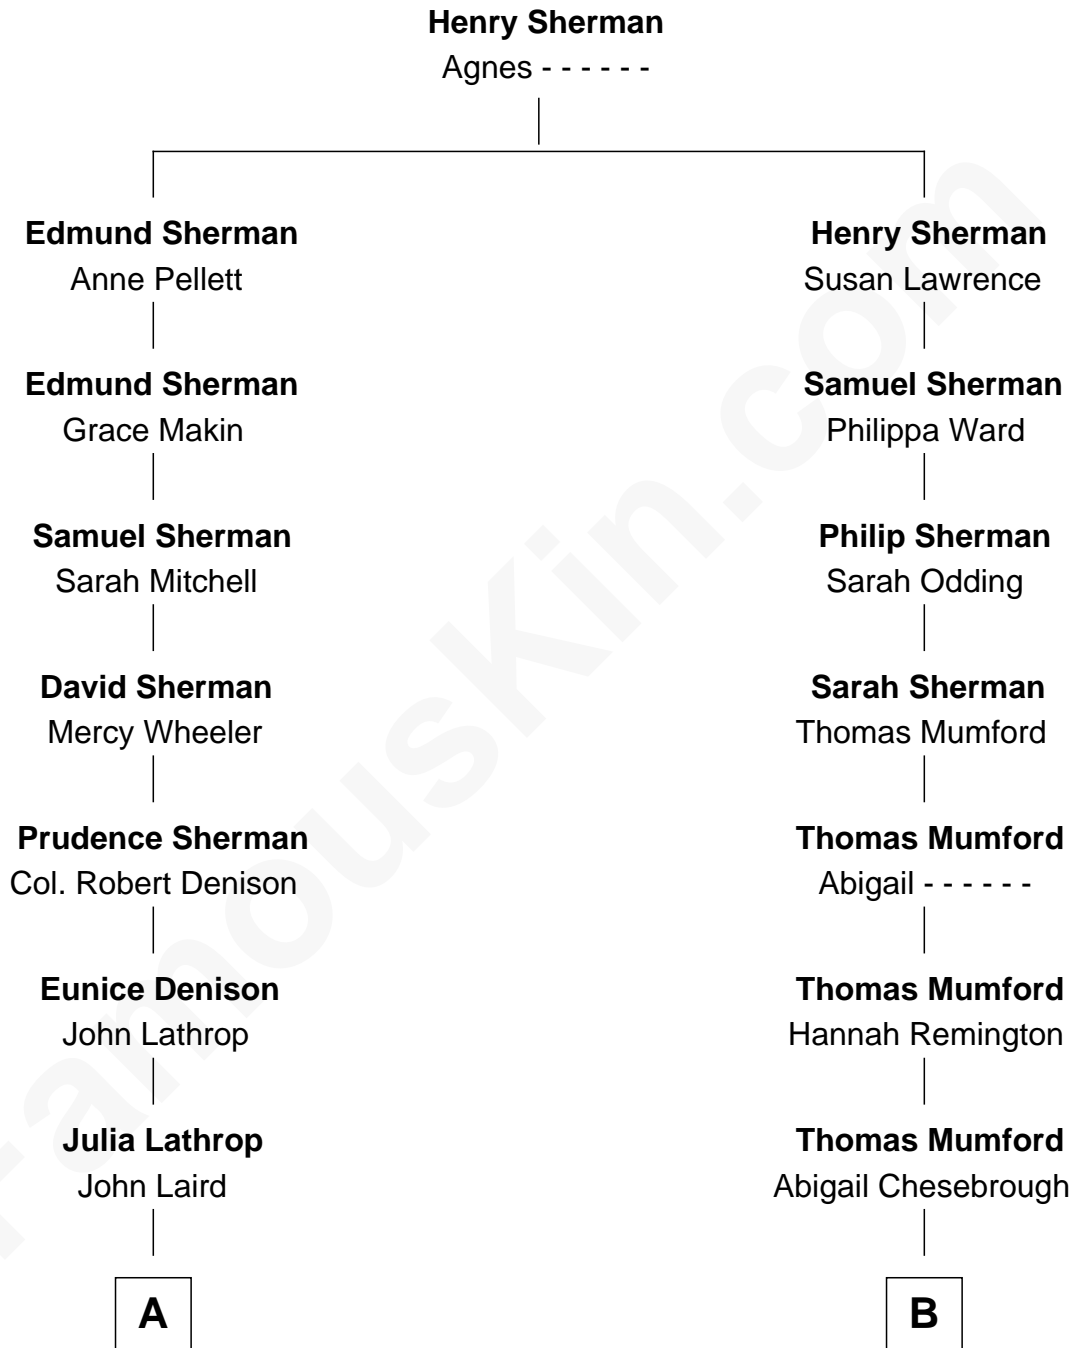 Henry Sherman
Agnes - - - - - -
Edmund Sherman
Anne Pellett
Henry Sherman
Susan Lawrence
Edmund Sherman
Grace Makin
Samuel Sherman
Philippa Ward
Samuel Sherman
Sarah Mitchell
Philip Sherman
Sarah Odding
David Sherman
Mercy Wheeler
Sarah Sherman
Thomas Mumford
Prudence Sherman
Col. Robert Denison
Thomas Mumford
Abigail - - - - - -
Eunice Denison
John Lathrop
Thomas Mumford
Hannah Remington
Julia Lathrop
John Laird
Thomas Mumford
Abigail Chesebrough
A
B
FamousKin.com